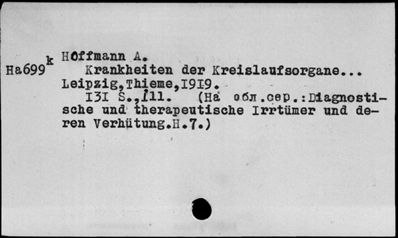 Hoffmann A.
Ha699 k
Krankheiten der Kreislaufsorgane...
Leipzig,Thieme,1919.
131 S.,Ill. (На обл.сер.:Diagnosti-
sche und therapeutische Irrtümer und de-
ren Verhütung.H.7.)